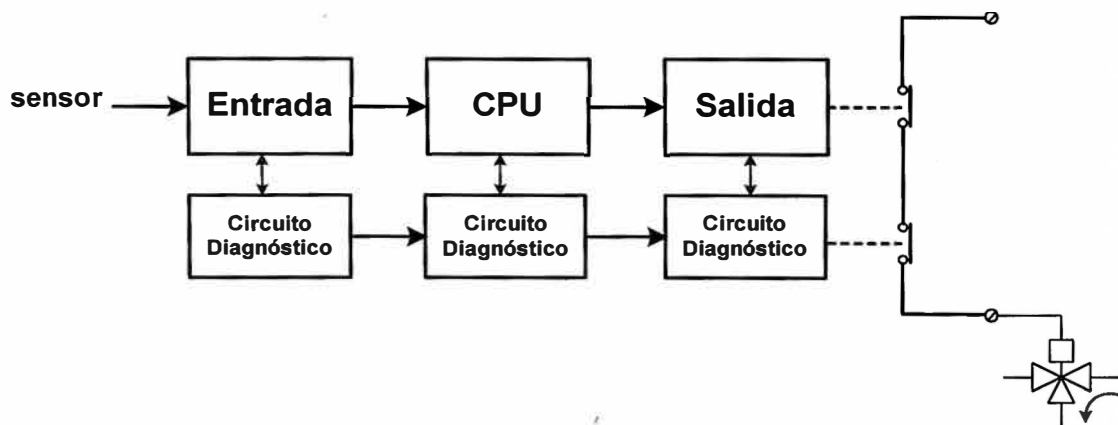 sensor
Entrada
CPU
Salida
Circuito
Diagnóstico
Circuito
Diagnóstico
Circuito
Diagnóstico